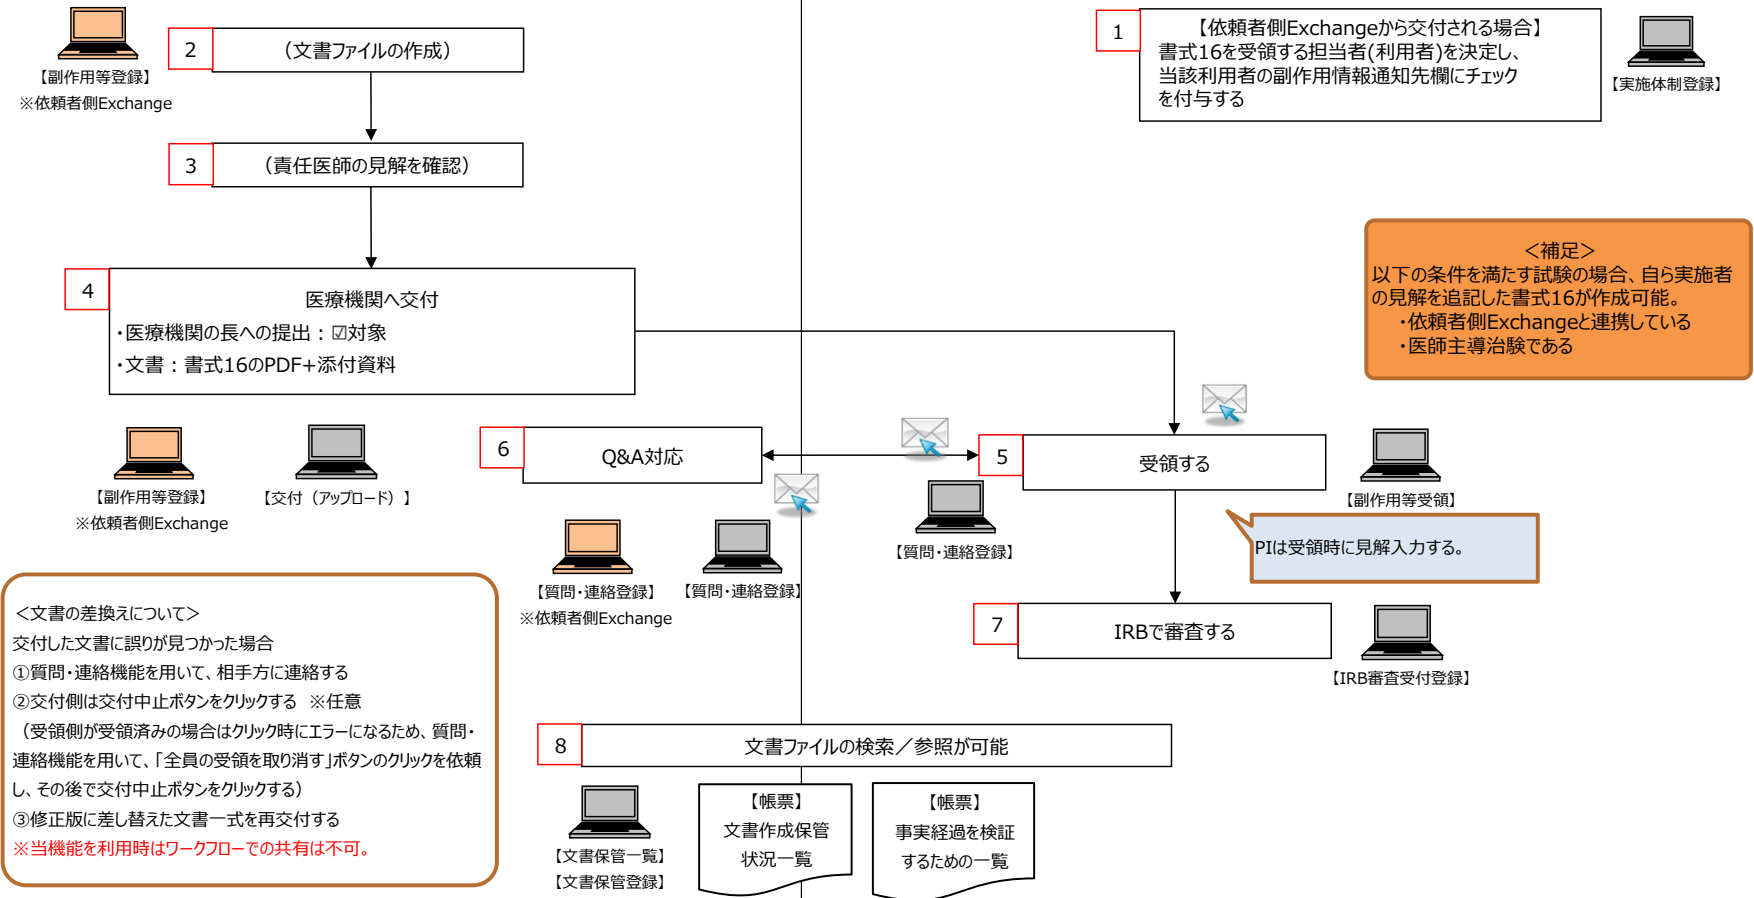 1
【依頼者側Exchangeから交付される場合】
書式16を受領する担当者(利用者)を決定し、
当該利用者の副作用情報通知先欄にチェック
を付与する
【実施体制登録】
【副作用等登録】
※依頼者側Exchange
2
（文書ファイルの作成）
3
（責任医師の見解を確認）
4
医療機関へ交付
・医療機関の長への提出：☑対象
・文書：書式16のPDF+添付資料
【副作用等登録】
※依頼者側Exchange
【交付（アップロード）】
＜補足＞
以下の条件を満たす試験の場合、自ら実施者
の見解を追記した書式16が作成可能。
・依頼者側Exchangeと連携している
・医師主導治験である
5
受領する
【副作用等受領】
【質問・連絡登録】
PIは受領時に見解入力する。
6
Q&A対応
【質問・連絡登録】
※依頼者側Exchange
【質問・連絡登録】
7
IRBで審査する
【IRB審査受付登録】
＜文書の差換えについて＞
交付した文書に誤りが見つかった場合
①質問・連絡機能を用いて、相手方に連絡する
②交付側は交付中止ボタンをクリックする　※任意
（受領側が受領済みの場合はクリック時にエラーになるため、質問・
連絡機能を用いて、「全員の受領を取り消す」ボタンのクリックを依頼
し、その後で交付中止ボタンをクリックする）
③修正版に差し替えた文書一式を再交付する
※当機能を利用時はワークフローでの共有は不可。
8
文書ファイルの検索／参照が可能
【文書保管一覧】
【文書保管登録】
【帳票】
文書作成保管
状況一覧
【帳票】
事実経過を検証
するための一覧